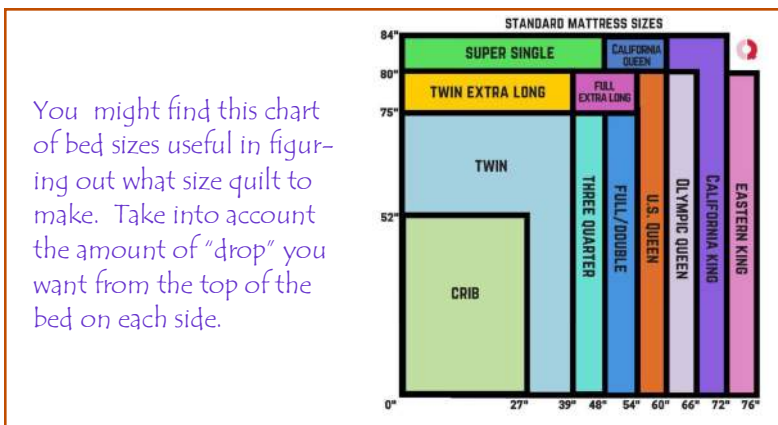 You might find this chart
of bed sizes useful in figur-
ing out what size quilt to
make. Take into account
the amount of "drop" you
want from the top of the
bed on each side.
STANDARD MATTRESS SIZES
84"
SUPER SINGLE
CALIFORNIA
QUEEN
80"
TWIN EXTRA LONG
FULL
EXTRA LONG
75"
TWIN
THREE QUARTER
FULL/DOUBLE
U.S. QUEEN
OLYMPIC QUEEN
CALIFORNIA KING
EASTERN KING
52"
CRIB
0" 27" 39" 48" 54" 60" 66" 72" 76"